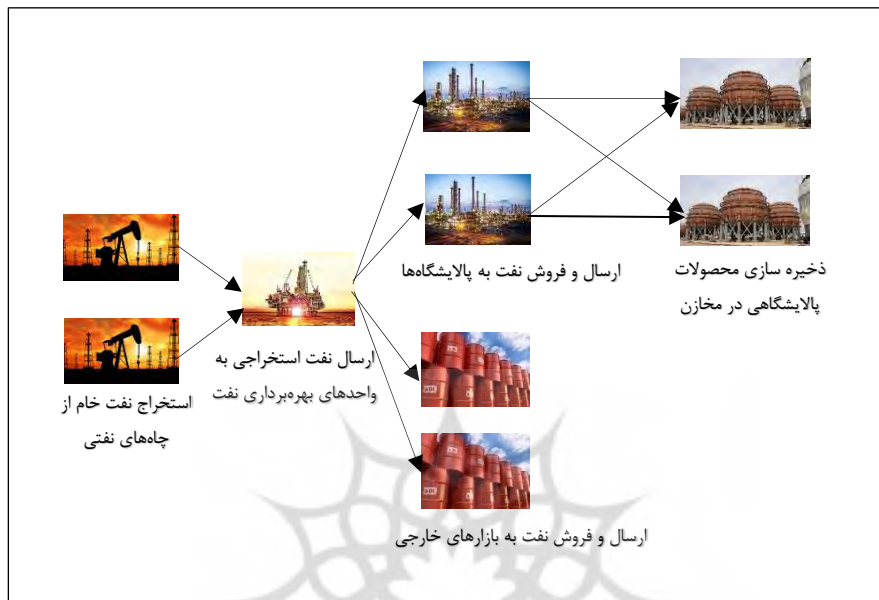 ارسال و فروش نفت به پالایشگاه‌ها
ذخیره سازی محصولات
پالایشگاهی در مخازن
ارسال نفت استخراجی به
واحدهای بهره‌برداری نفت
استخراج نفت خام از
چاه‌های نفتی
ارسال و فروش نفت به بازارهای خارجی